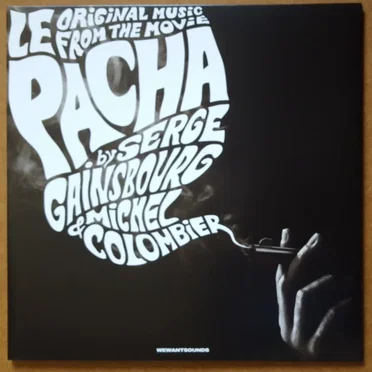 LE ORIGINAL MUSIC
FROM THE MOVIE
PACHA
by SERGE
GAINSBOURG
& MICHEL
COLOMBIER
WEWANTSOUNDS